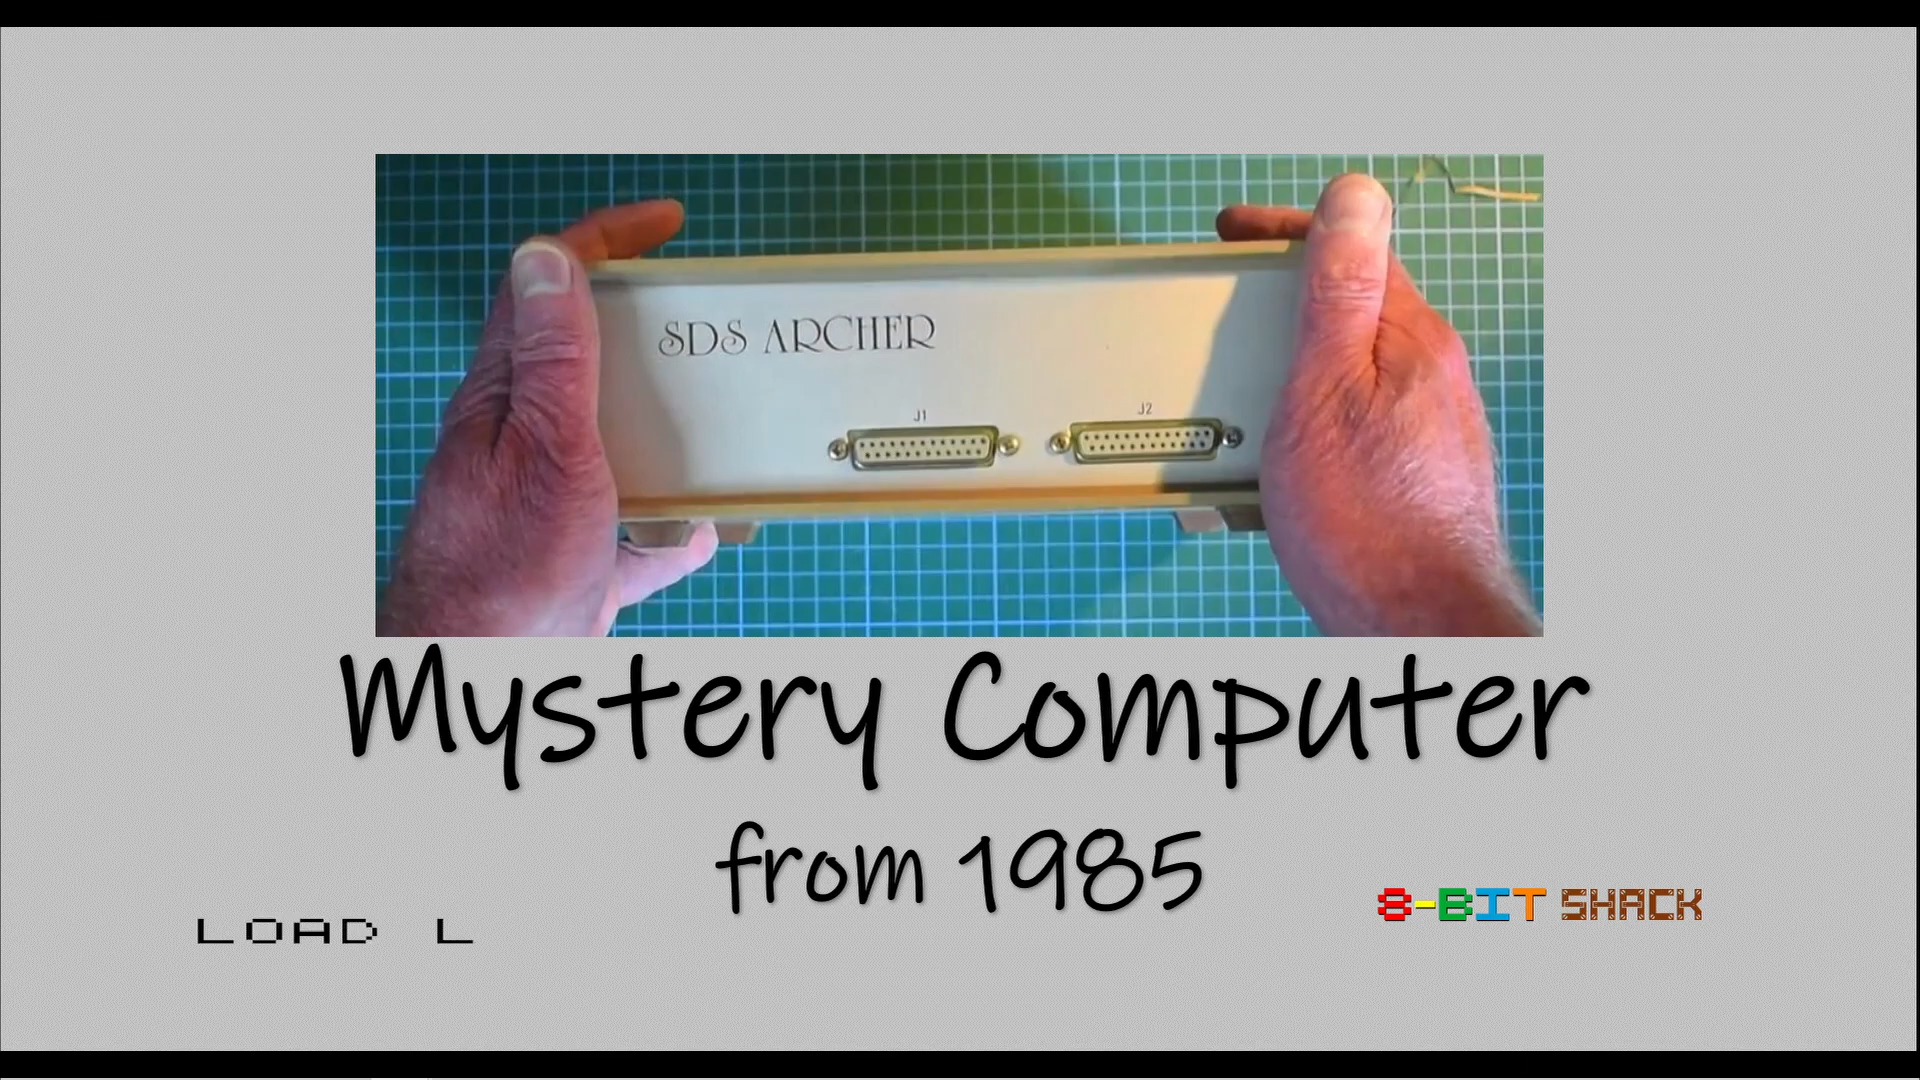 SDS ARCHER
J1
J2
Mystery Computer
from 1985
8-BIT SHACK
LOAD L